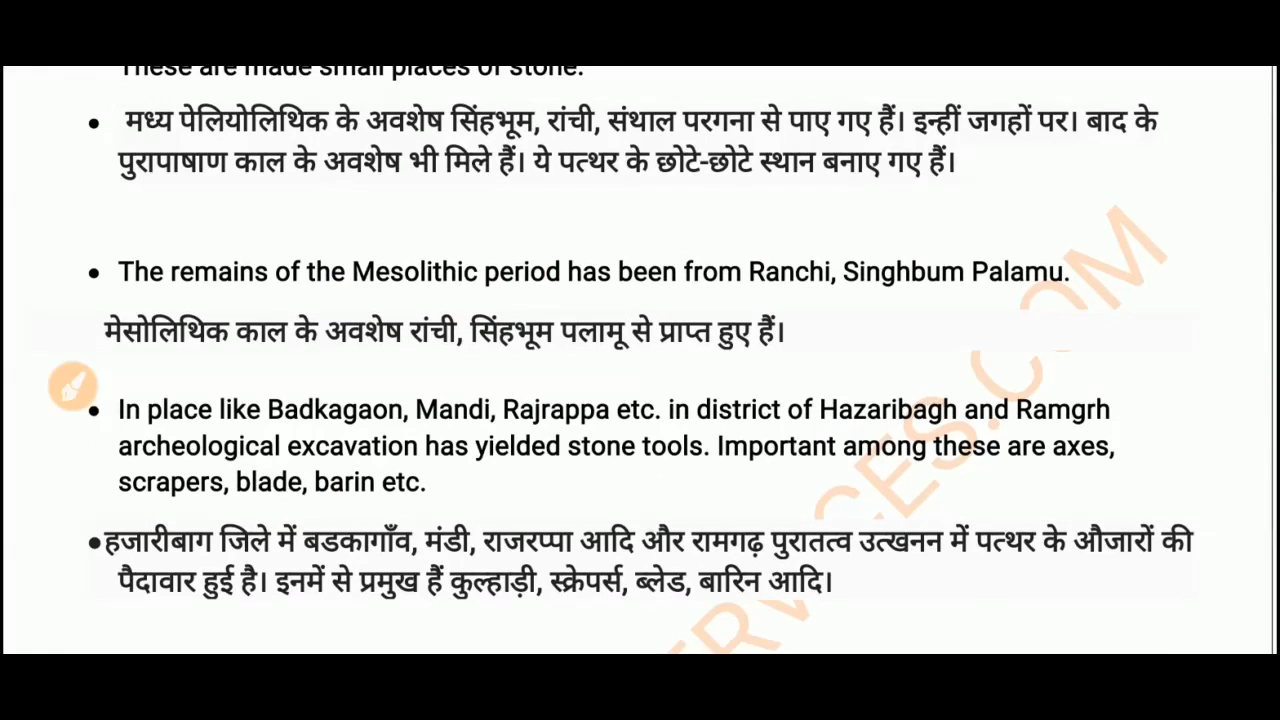 These are made small places of stone.
• मध्य पेलियोलिथिक के अवशेष सिंहभूम, रांची, संथाल परगना से पाए गए हैं। इन्हीं जगहों पर। बाद के
पुरापाषाण काल के अवशेष भी मिले हैं। ये पत्थर के छोटे-छोटे स्थान बनाए गए हैं।
• The remains of the Mesolithic period has been from Ranchi, Singhbum Palamu.
मेसोलिथिक काल के अवशेष रांची, सिंहभूम पलामू से प्राप्त हुए हैं।
• In place like Badkagaon, Mandi, Rajrappa etc. in district of Hazaribagh and Ramgrh
archeological excavation has yielded stone tools. Important among these are axes,
scrapers, blade, barin etc.
•हजारीबाग जिले में बडकागाँव, मंडी, राजरप्पा आदि और रामगढ़ पुरातत्व उत्खनन में पत्थर के औजारों की
पैदावार हुई है। इनमें से प्रमुख हैं कुल्हाड़ी, स्क्रेपर्स, ब्लेड, बारिन आदि।